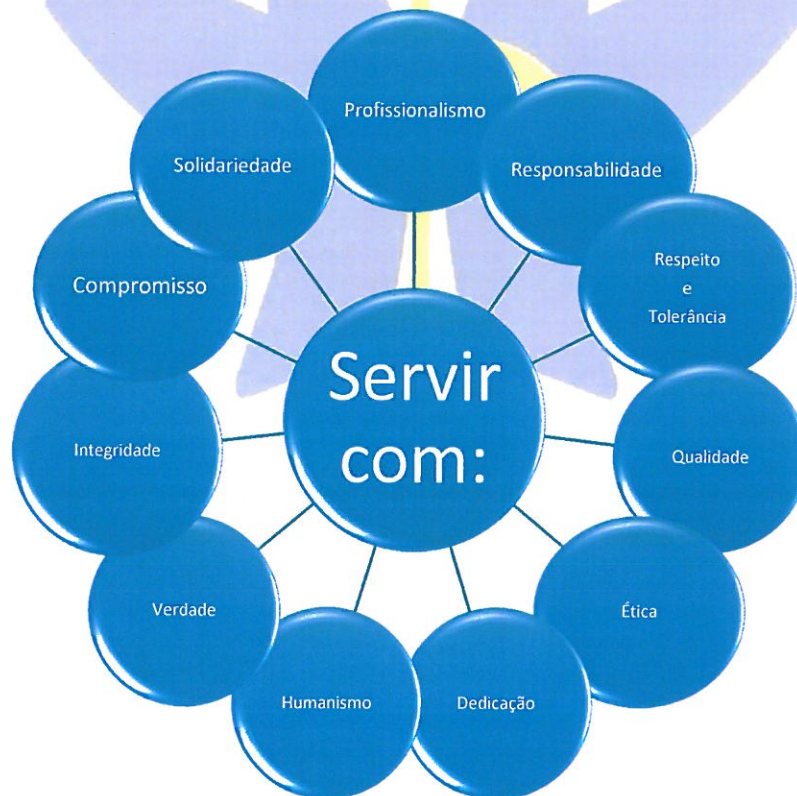 Servir
com:
Profissionalismo
Responsabilidade
Respeito
e
Tolerância
Qualidade
Ética
Dedicação
Humanismo
Verdade
Integridade
Compromisso
Solidariedade